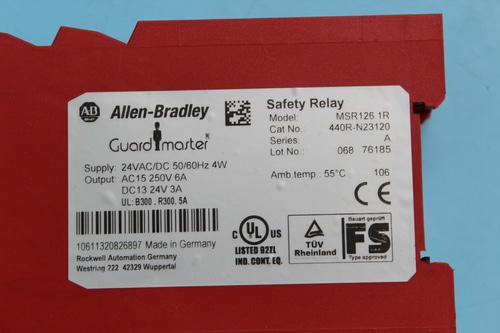 AB
Allen-Bradley
Guardmaster®
Safety Relay
Model: MSR126.1R
Cat No.: 440R-N23120
Series: A
Lot No.: 068 76185
Amb.temp.: 55°C 106
Supply: 24VAC/DC 50/60Hz 4W
Output: AC15 250V 6A
DC13 24V 3A
UL: B300, R300, 5A
10611320826897 Made in Germany
Rockwell Automation Germany
Westring 222 42329 Wuppertal
C UL US
LISTED 82ZL
IND. CONT. EQ.
TÜV
Rheinland
Bauart geprüft
FS
Type approved